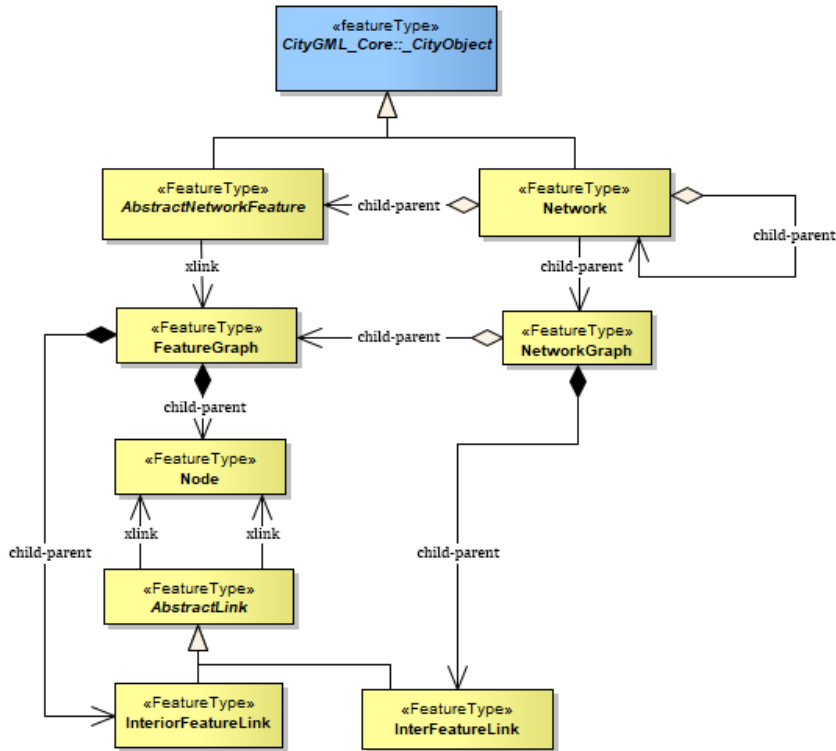 «featureType»
CityGML_Core::_CityObject
«FeatureType»
AbstractNetworkFeature
child-parent
«FeatureType»
Network
child-parent
xlink
child-parent
«FeatureType»
FeatureGraph
child-parent
«FeatureType»
NetworkGraph
child-parent
«FeatureType»
Node
xlink
xlink
child-parent
child-parent
«FeatureType»
AbstractLink
«FeatureType»
InteriorFeatureLink
«FeatureType»
InterFeatureLink